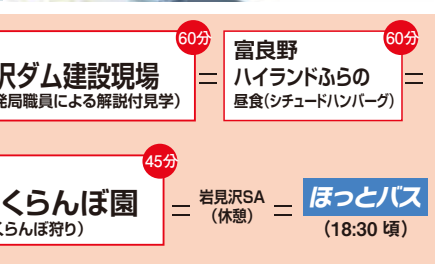 60分
沢ダム建設現場
発局職員による解説付見学）
＝
60分
富良野
ハイランドふらの
昼食（シチュードハンバーグ）
＝
45分
くらんぼ園
くらんぼ狩り）
＝
岩見沢SA
（休憩）
＝
ほっとバス
（18:30 頃）